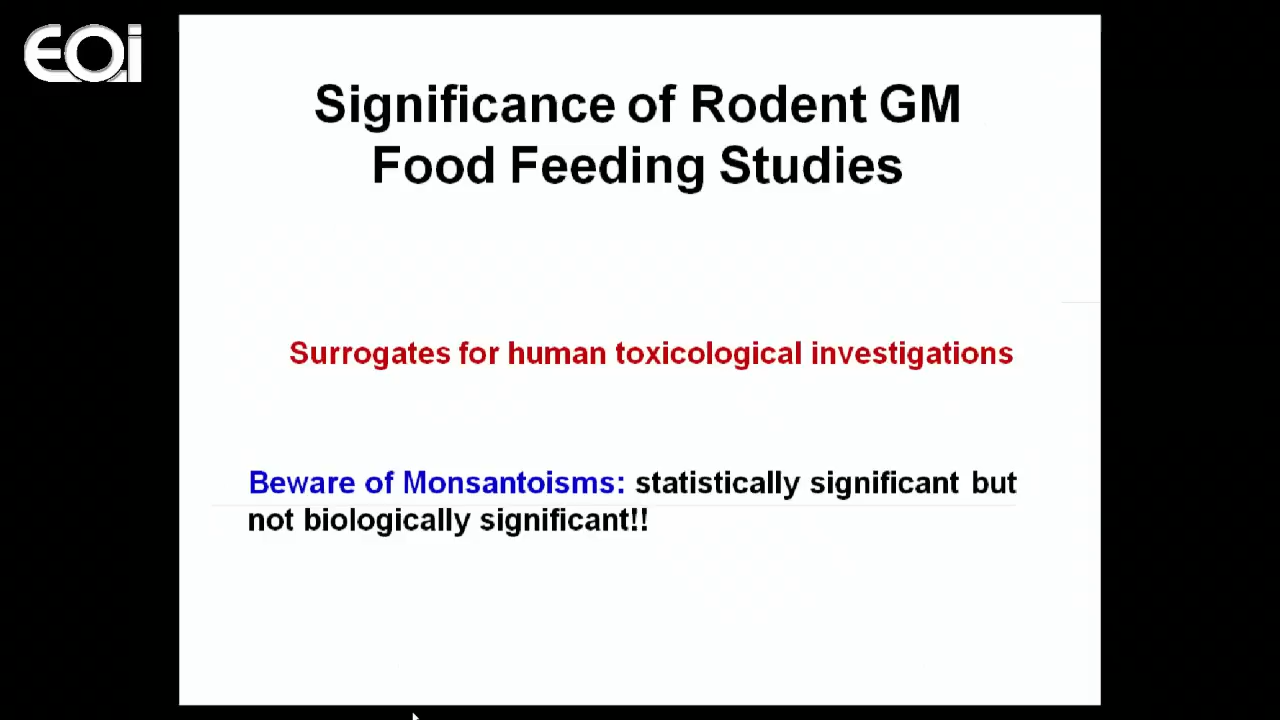 EQi
Significance of Rodent GM
Food Feeding Studies
Surrogates for human toxicological investigations
Beware of Monsantoisms: statistically significant but
not biologically significant!!